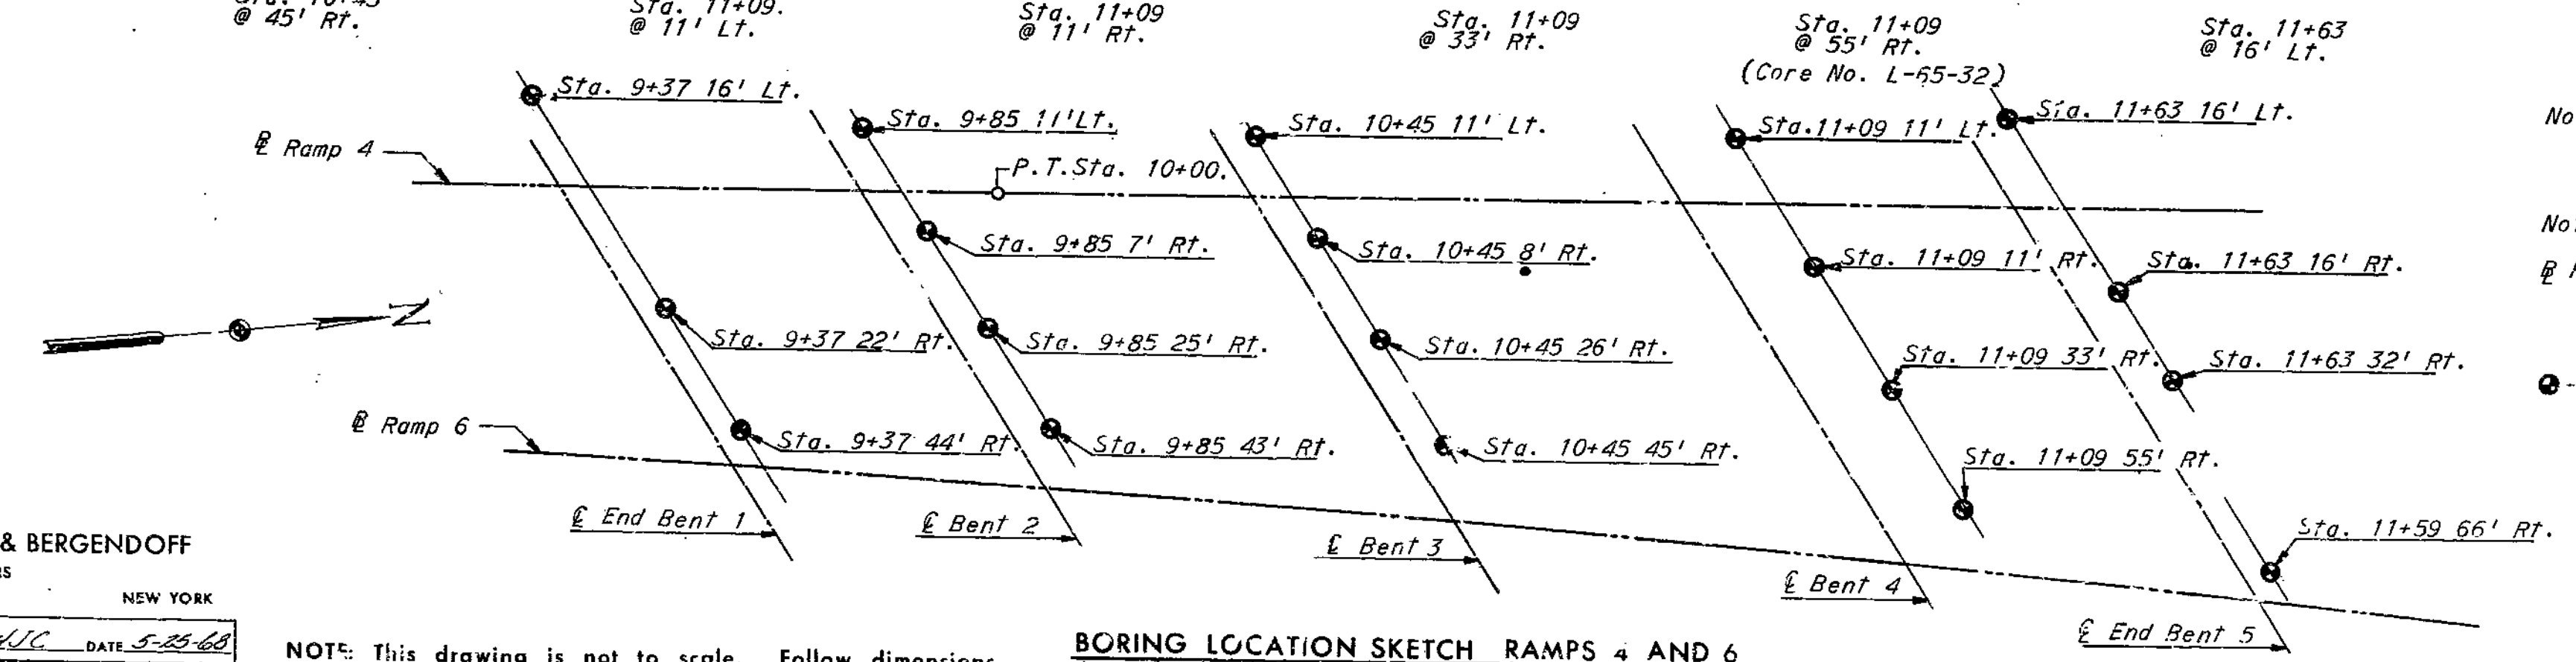 @ 45' Rt.
Sta. 11+09.
@ 11' Lt.
Sta. 11+09
@ 11' Rt.
Sta. 11+09
@ 33' Rt.
Sta. 11+09
@ 55' Rt.
(Core No. L-65-32)
Sta. 11+63
@ 16' Lt.
Sta. 9+37 16' Lt.
Sta. 9+85 11' Lt.
Sta. 10+45 11' Lt.
Sta. 11+09 11' Lt.
Sta. 11+63 16' Lt.
No
℄ Ramp 4
P.T. Sta. 10+00.
Sta. 9+85 7' Rt.
Sta. 10+45 8' Rt.
Sta. 11+09 11' Rt.
Sta. 11+63 16' Rt.
No.
N
Sta. 9+37 22' Rt.
Sta. 9+85 25' Rt.
Sta. 10+45 26' Rt.
Sta. 11+09 33' Rt.
Sta. 11+63 32' Rt.
℄ Ramp 6
Sta. 9+37 44' Rt.
Sta. 9+85 43' Rt.
Sta. 10+45 45' Rt.
Sta. 11+09 55' Rt.
Sta. 11+59 66' Rt.
℄ End Bent 1
℄ Bent 2
℄ Bent 3
℄ Bent 4
℄ End Bent 5
& BERGENDOFF
RS
NEW YORK
WJC DATE 5-25-68
NOTE: This drawing is not to scale. Follow dimensions.
BORING LOCATION SKETCH RAMPS 4 AND 6